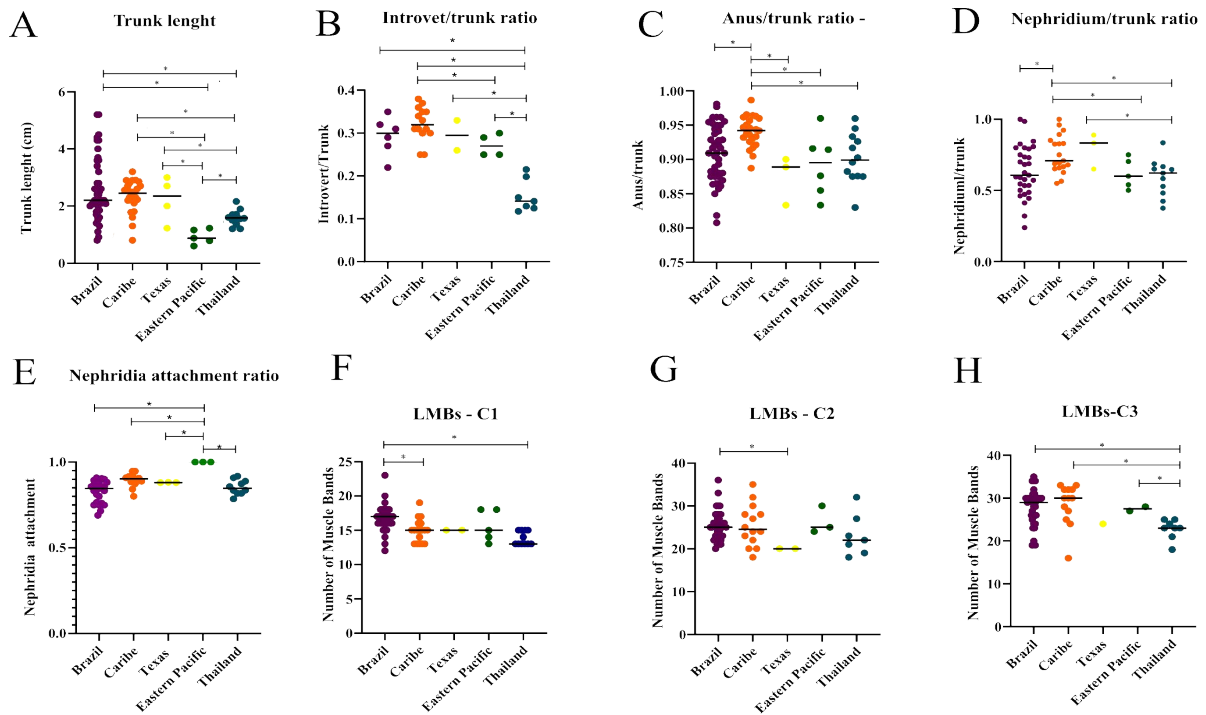 A
Trunk lenght
* *
* *
* *
* *
6
4
2
0
Trunk lenght (cm)
Brazil
Caribe
Texas
Eastern Pacific
Thailand
B
Introvet/trunk ratio
*
*
*
*
*
0.4
0.3
0.2
0.1
0.0
Introvert/Trunk
Brazil
Caribe
Texas
Eastern Pacific
Thailand
C
Anus/trunk ratio -
*
*
*
*
1.00
0.95
0.90
0.85
0.80
0.75
Anus/trunk
Brazil
Caribe
Texas
Eastern Pacific
Thailand
D
Nephridium/trunk ratio
*
*
*
*
1.0
0.5
0.0
Nephridiuml/trunk
Brazil
Caribe
Texas
Eastern Pacific
Thailand
E
Nephridia attachment ratio
*
*
*
*
1.0
0.5
0.0
Nephridia attachment
Brazil
Caribe
Texas
Eastern Pacific
Thailand
F
LMBs - C1
*
*
25
20
15
10
5
0
Number of Muscle Bands
Brazil
Caribe
Texas
Eastern Pacific
Thailand
G
LMBs - C2
*
40
30
20
10
0
Number of Muscle Bands
Brazil
Caribe
Texas
Eastern Pacific
Thailand
H
LMBs-C3
*
*
*
40
30
20
10
0
Number of Muscle Bands
Brazil
Caribe
Texas
Eastern Pacific
Thailand